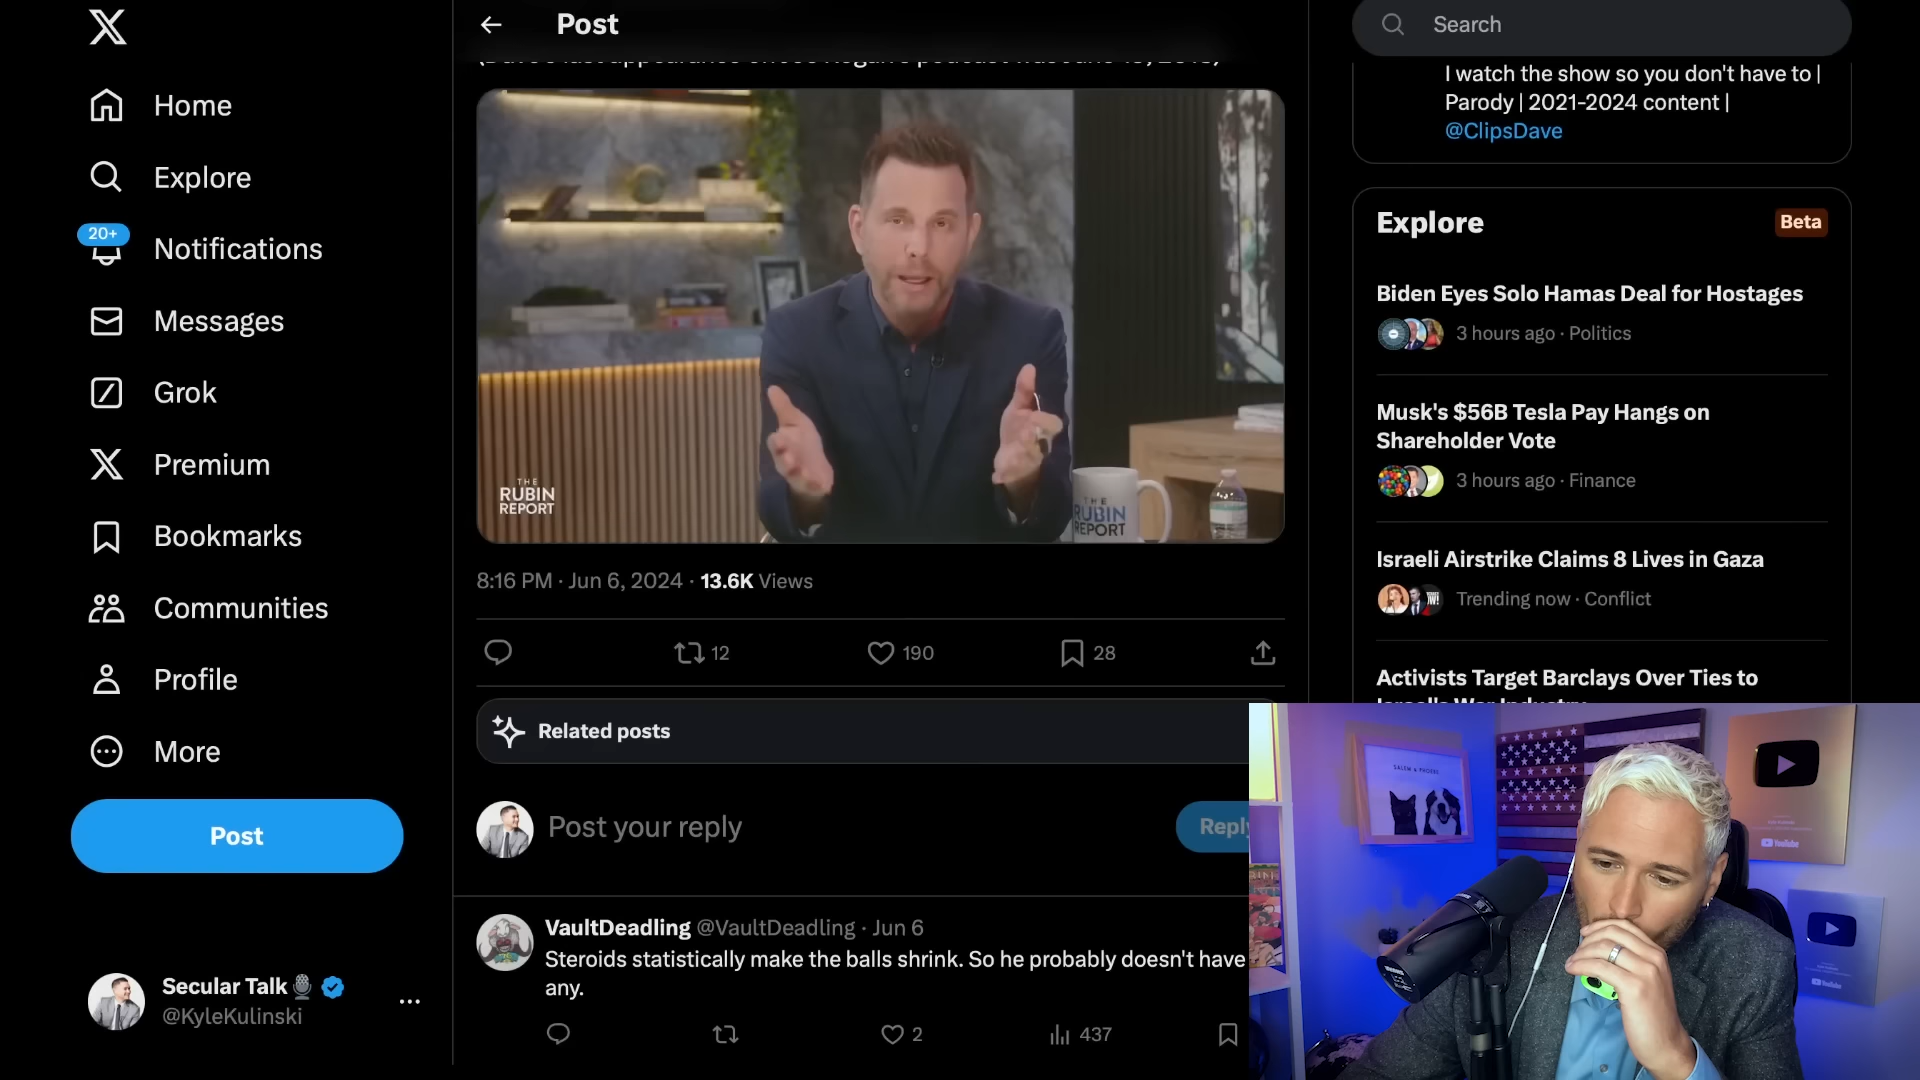 Home
Explore
20+
Notifications
Messages
Grok
Premium
Bookmarks
Communities
Profile
More
Post
Secular Talk
@KyleKulinski
Post
THE
RUBIN
REPORT
THE
RUBIN
REPORT
8:16 PM · Jun 6, 2024 · 13.6K Views
12
190
28
Related posts
Post your reply
Reply
VaultDeadling @VaultDeadling · Jun 6
Steroids statistically make the balls shrink. So he probably doesn't have
any.
2
437
Search
I watch the show so you don't have to |
Parody | 2021-2024 content |
@ClipsDave
Explore
Beta
Biden Eyes Solo Hamas Deal for Hostages
3 hours ago · Politics
Musk's $56B Tesla Pay Hangs on
Shareholder Vote
3 hours ago · Finance
Israeli Airstrike Claims 8 Lives in Gaza
Trending now · Conflict
Activists Target Barclays Over Ties to
SALEM & PHOEBE
YouTube
YouTube